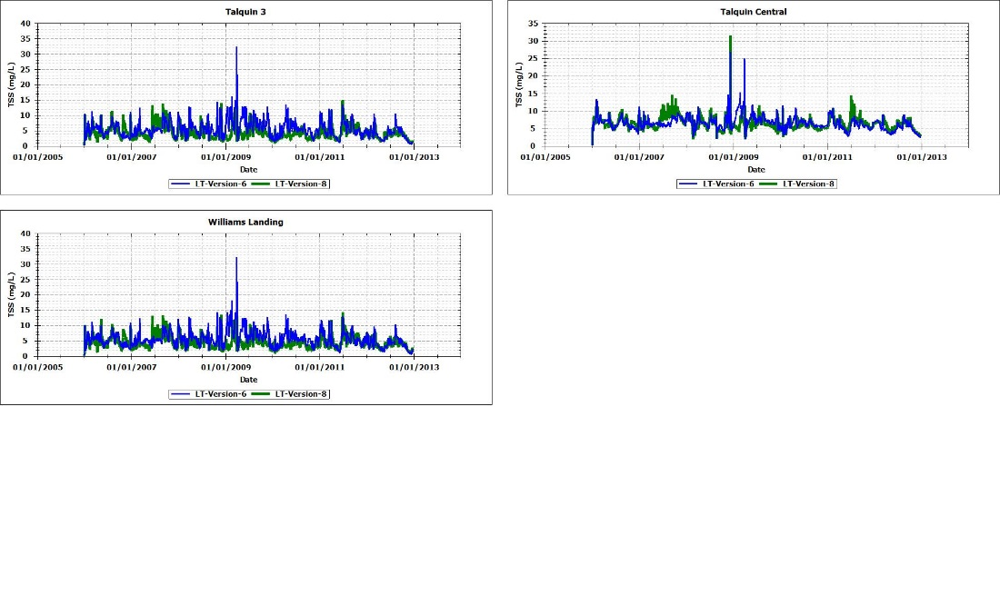 Talquin 3
TSS (mg/L)
40
35
30
25
20
15
10
5
0
01/01/2005 01/01/2007 01/01/2009 01/01/2011 01/01/2013
Date
LT-Version-6 LT-Version-8
Talquin Central
TSS (mg/L)
35
30
25
20
15
10
5
0
01/01/2005 01/01/2007 01/01/2009 01/01/2011 01/01/2013
Date
LT-Version-6 LT-Version-8
Williams Landing
TSS (mg/L)
40
35
30
25
20
15
10
5
0
01/01/2005 01/01/2007 01/01/2009 01/01/2011 01/01/2013
Date
LT-Version-6 LT-Version-8